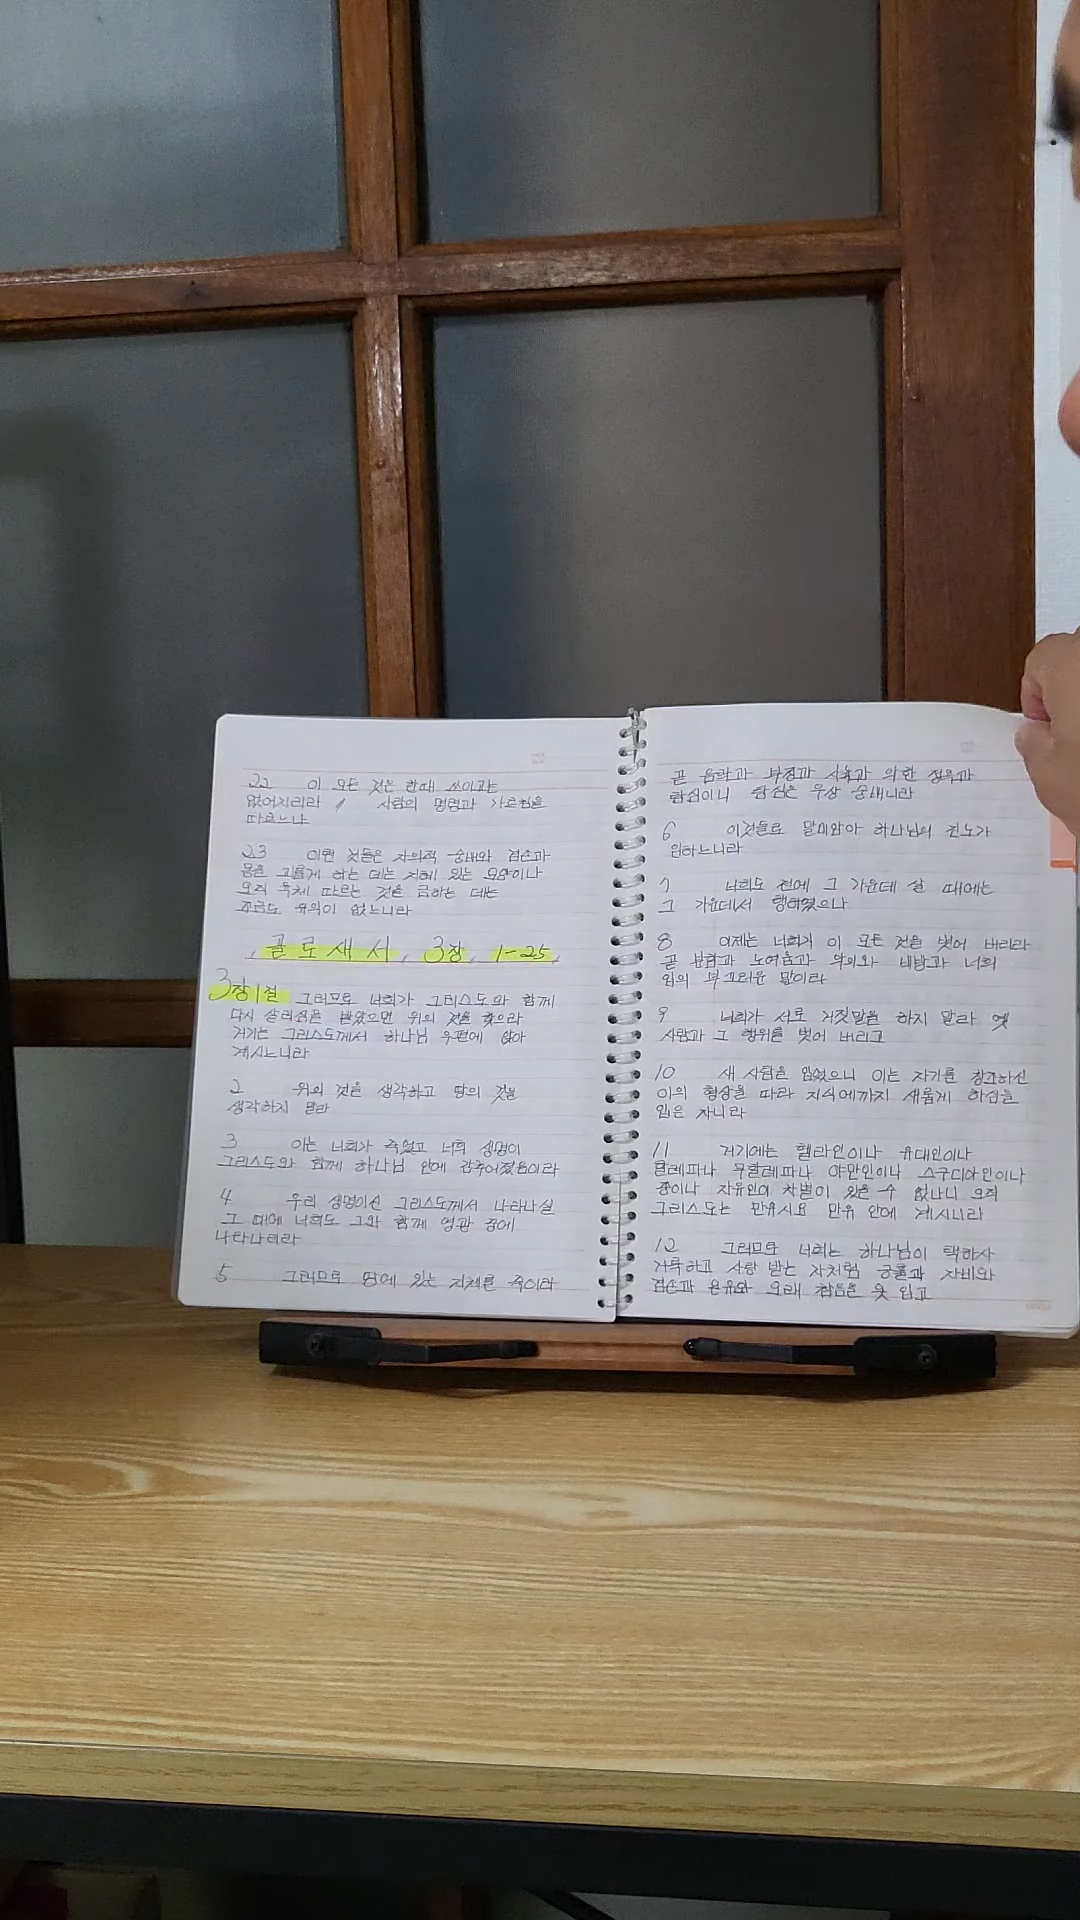 22 이 모든 것은 한때 쓰이고는
없어지리라 / 사람의 명령과 가르침을
따르느냐
23 이런 것들은 자의적 숭배와 겸손과
몸을 괴롭게 하는 데는 지혜 있는 모양이나
오직 육체 따르는 것을 금하는 데는
조금도 유익이 없느니라
, 골로새서, 3장, 1-25,
3장1절 그러므로 너희가 그리스도와 함께
다시 살리심을 받았으면 위의 것을 찾으라
거기는 그리스도께서 하나님 우편에 앉아
계시느니라
2 위의 것을 생각하고 땅의 것을
생각하지 말라
3 이는 너희가 죽었고 너희 생명이
그리스도와 함께 하나님 안에 감추어졌음이라
4 우리 생명이신 그리스도께서 나타나실
그 때에 너희도 그와 함께 영광 중에
나타나리라
5 그러므로 땅에 있는 지체를 죽이라
곧 음란과 부정과 사욕과 악한 정욕과
탐심이니 탐심은 우상 숭배니라
6 이것들로 말미암아 하나님의 진노가
임하느니라
7 너희도 전에 그 가운데 살 때에는
그 가운데서 행하였으나
8 이제는 너희가 이 모든 것을 벗어 버리라
곧 분함과 노여움과 악의와 비방과 너희
입의 부끄러운 말이라
9 너희가 서로 거짓말을 하지 말라 옛
사람과 그 행위를 벗어 버리고
10 새 사람을 입었으니 이는 자기를 창조하신
이의 형상을 따라 지식에까지 새롭게 하심을
입은 자니라
11 거기에는 헬라인이나 유대인이나
할례파나 무할례파나 야만인이나 스구디아인이나
종이나 자유인이 차별이 있을 수 없나니 오직
그리스도는 만유시요 만유 안에 계시니라
12 그러므로 너희는 하나님이 택하사
거룩하고 사랑 받는 자처럼 긍휼과 자비와
겸손과 온유와 오래 참음을 옷 입고